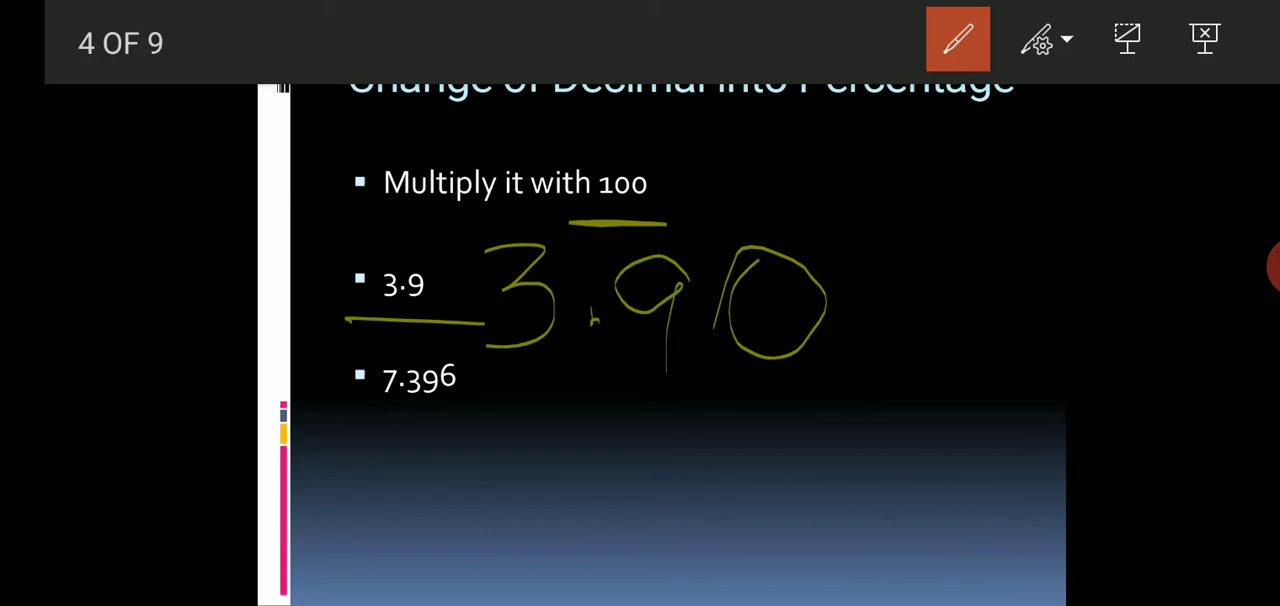 4 OF 9
Change of Decimal into Percentage
Multiply it with 100
3.9
3.90
7.396